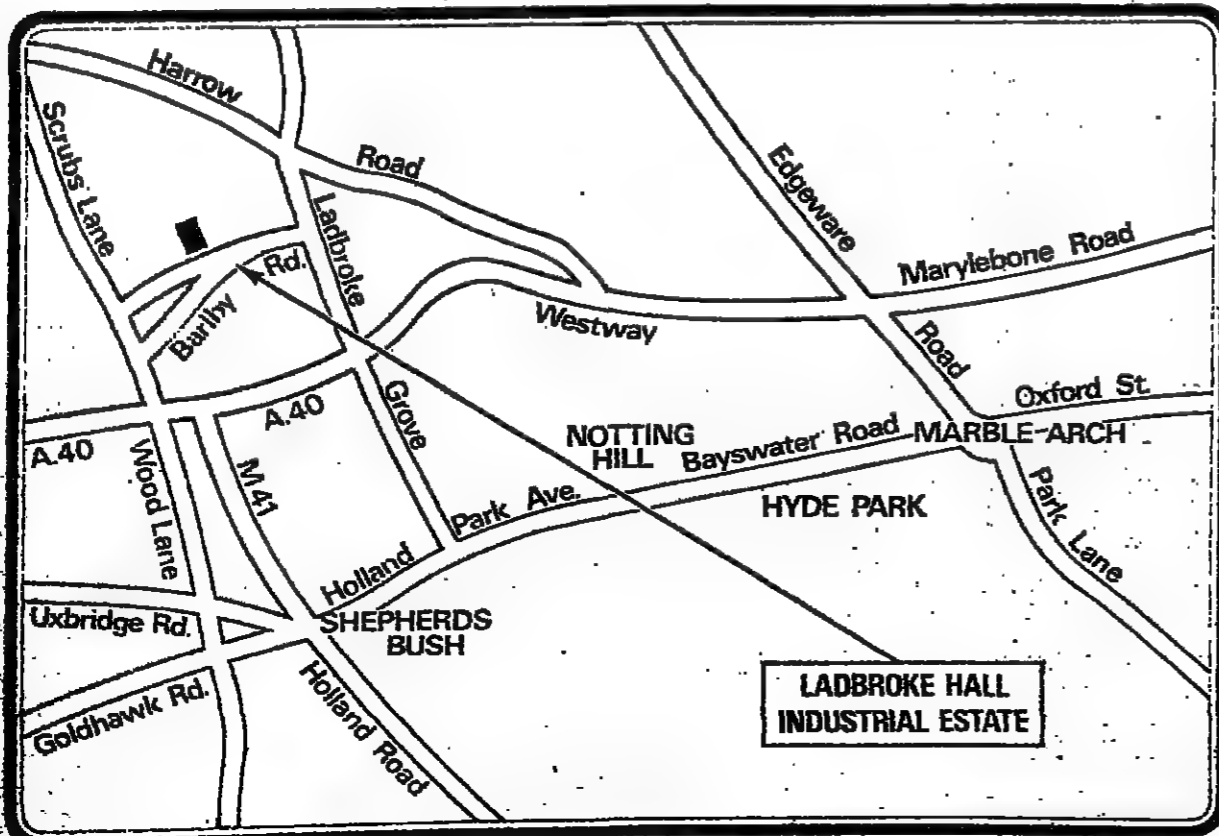 Harrow
Road
Scrubs Lane
Ladbroke
Grove
Barlby
Rd.
Edgeware
Road
Marylebone Road
Westway
Oxford St.
A.40
A.40
M41
Wood Lane
NOTTING
HILL
Bayswater Road
MARBLE-ARCH
Park Ave.
Holland
HYDE PARK
Park Lane
Uxbridge Rd.
SHEPHERDS
BUSH
Goldhawk Rd.
Holland Road
LADBROKE HALL
INDUSTRIAL ESTATE